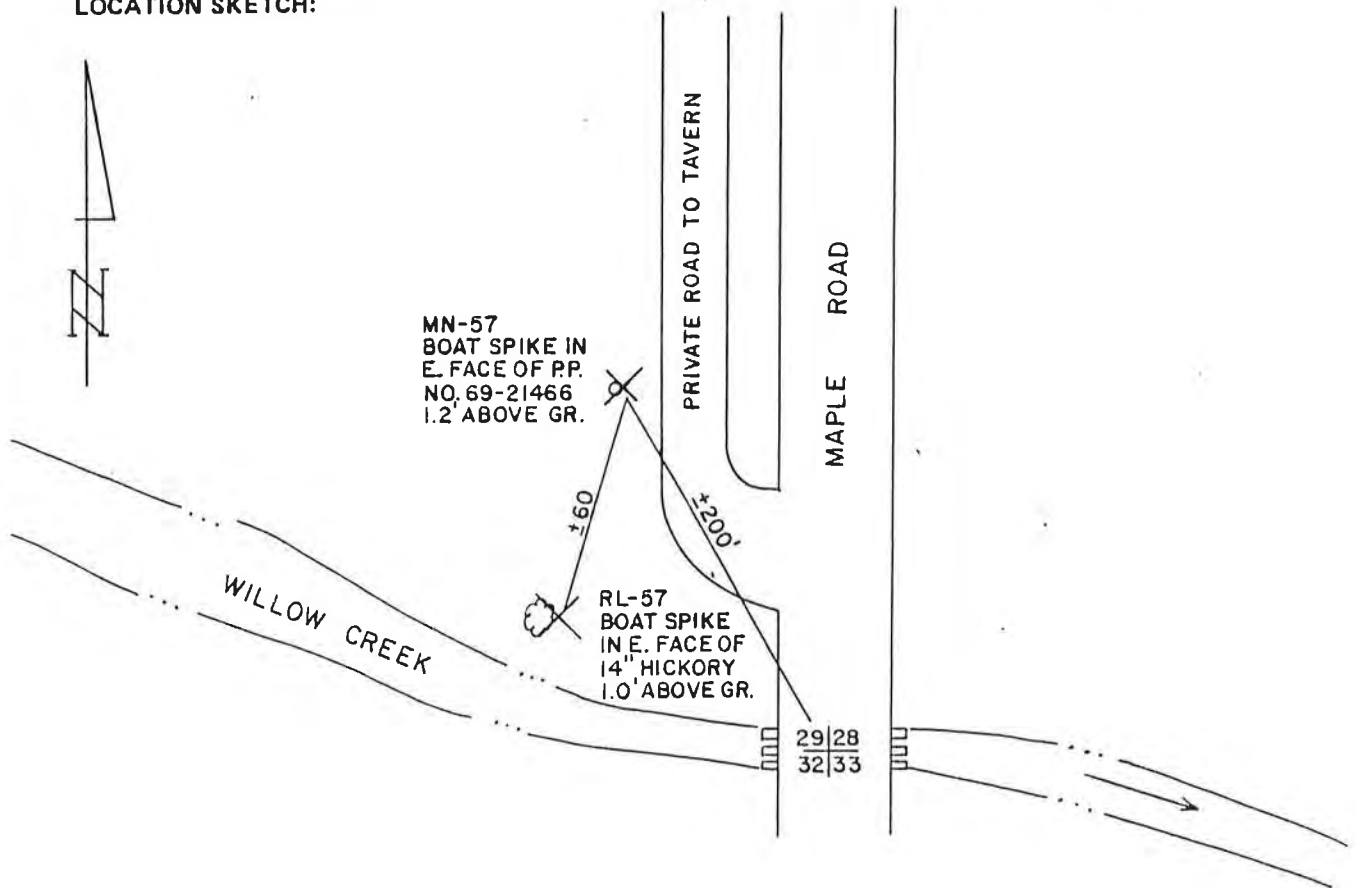 LOCATION SKETCH:
N
PRIVATE ROAD TO TAVERN
MAPLE ROAD
MN-57
BOAT SPIKE IN
E. FACE OF P.P.
NO. 69-21466
1.2' ABOVE GR.
±60
±200'
WILLOW CREEK
RL-57
BOAT SPIKE
IN E. FACE OF
14" HICKORY
1.0' ABOVE GR.
29|28
32|33